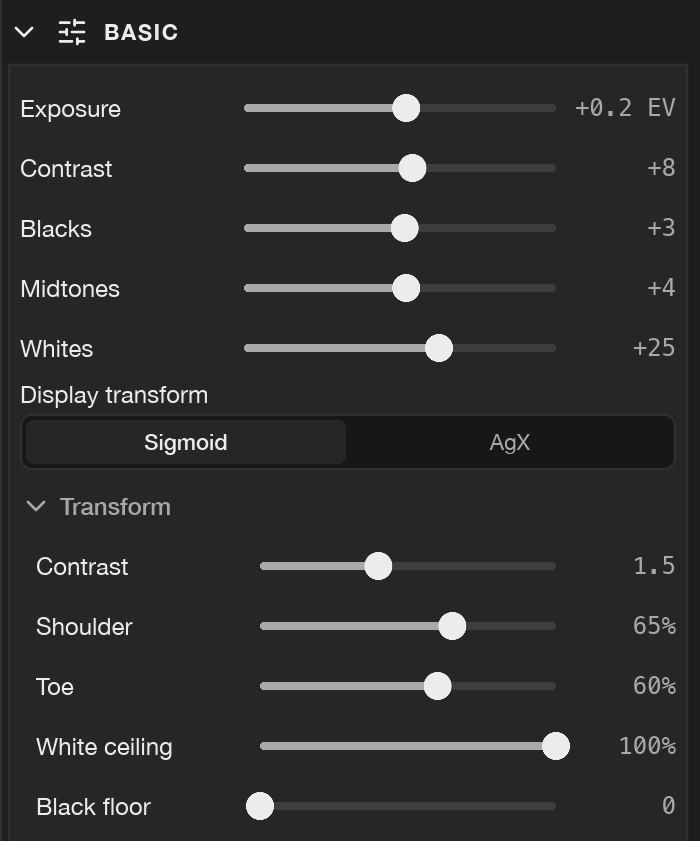 BASIC
Exposure +0.2 EV
Contrast +8
Blacks +3
Midtones +4
Whites +25
Display transform
Sigmoid AgX
Transform
Contrast 1.5
Shoulder 65%
Toe 60%
White ceiling 100%
Black floor 0